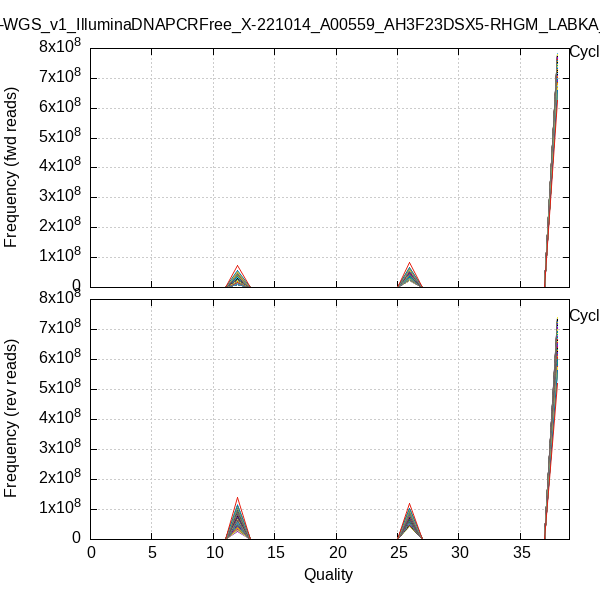 -WGS_v1_IlluminaDNAPCRFree_X-221014_A00559_AH3F23DSX5-RHGM_LABKA_
8x10^8
Cycl
7x10^8
6x10^8
5x10^8
4x10^8
3x10^8
2x10^8
1x10^8
0
Frequency (fwd reads)
8x10^8
Cycl
7x10^8
6x10^8
5x10^8
4x10^8
3x10^8
2x10^8
1x10^8
0
Frequency (rev reads)
0 5 10 15 20 25 30 35
Quality